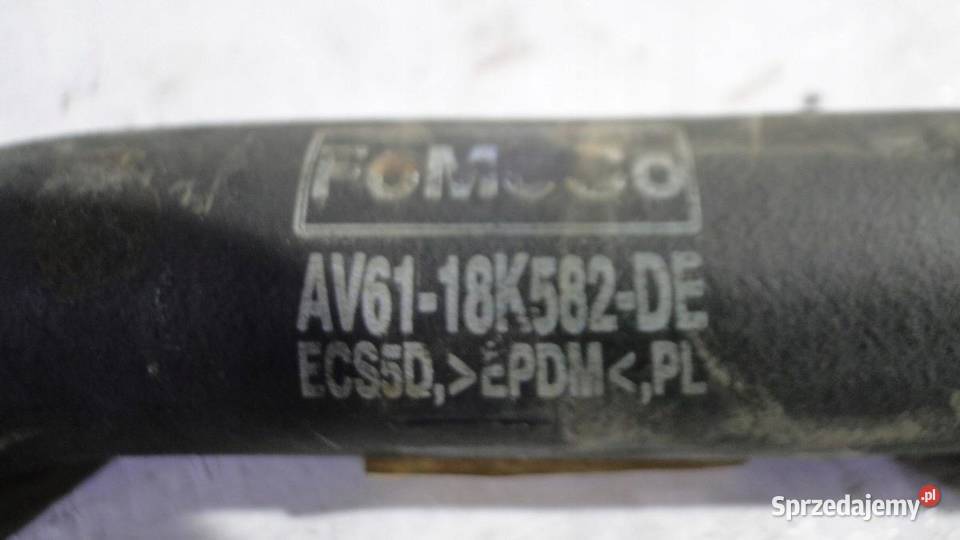 FoMoCo
AV61-18K582-DE
ECS5D,>EPDM<,PL
Sprzedajemy.pl